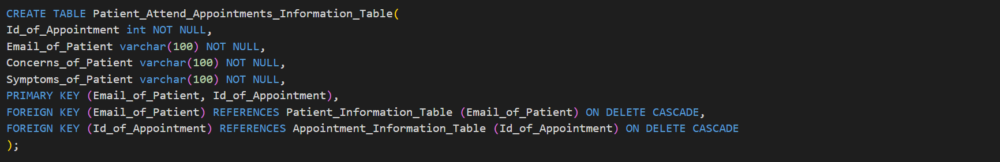 CREATE TABLE Patient_Attend_Appointments_Information_Table(
Id_of_Appointment int NOT NULL,
Email_of_Patient varchar(100) NOT NULL,
Concerns_of_Patient varchar(100) NOT NULL,
Symptoms_of_Patient varchar(100) NOT NULL,
PRIMARY KEY (Email_of_Patient, Id_of_Appointment),
FOREIGN KEY (Email_of_Patient) REFERENCES Patient_Information_Table (Email_of_Patient) ON DELETE CASCADE,
FOREIGN KEY (Id_of_Appointment) REFERENCES Appointment_Information_Table (Id_of_Appointment) ON DELETE CASCADE
);